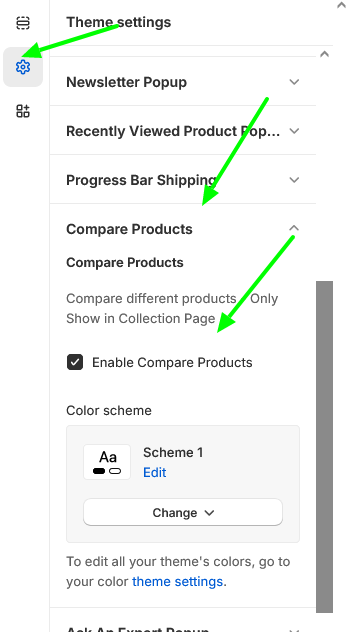 Theme settings
Newsletter Popup
Recently Viewed Product Pop...
Progress Bar Shipping
Compare Products
Compare Products
Compare different products Only
Show in Collection Page
Enable Compare Products
Color scheme
Aa
Scheme 1
Edit
Change
To edit all your theme's colors, go to
your color theme settings.
Ask An Expert Popup